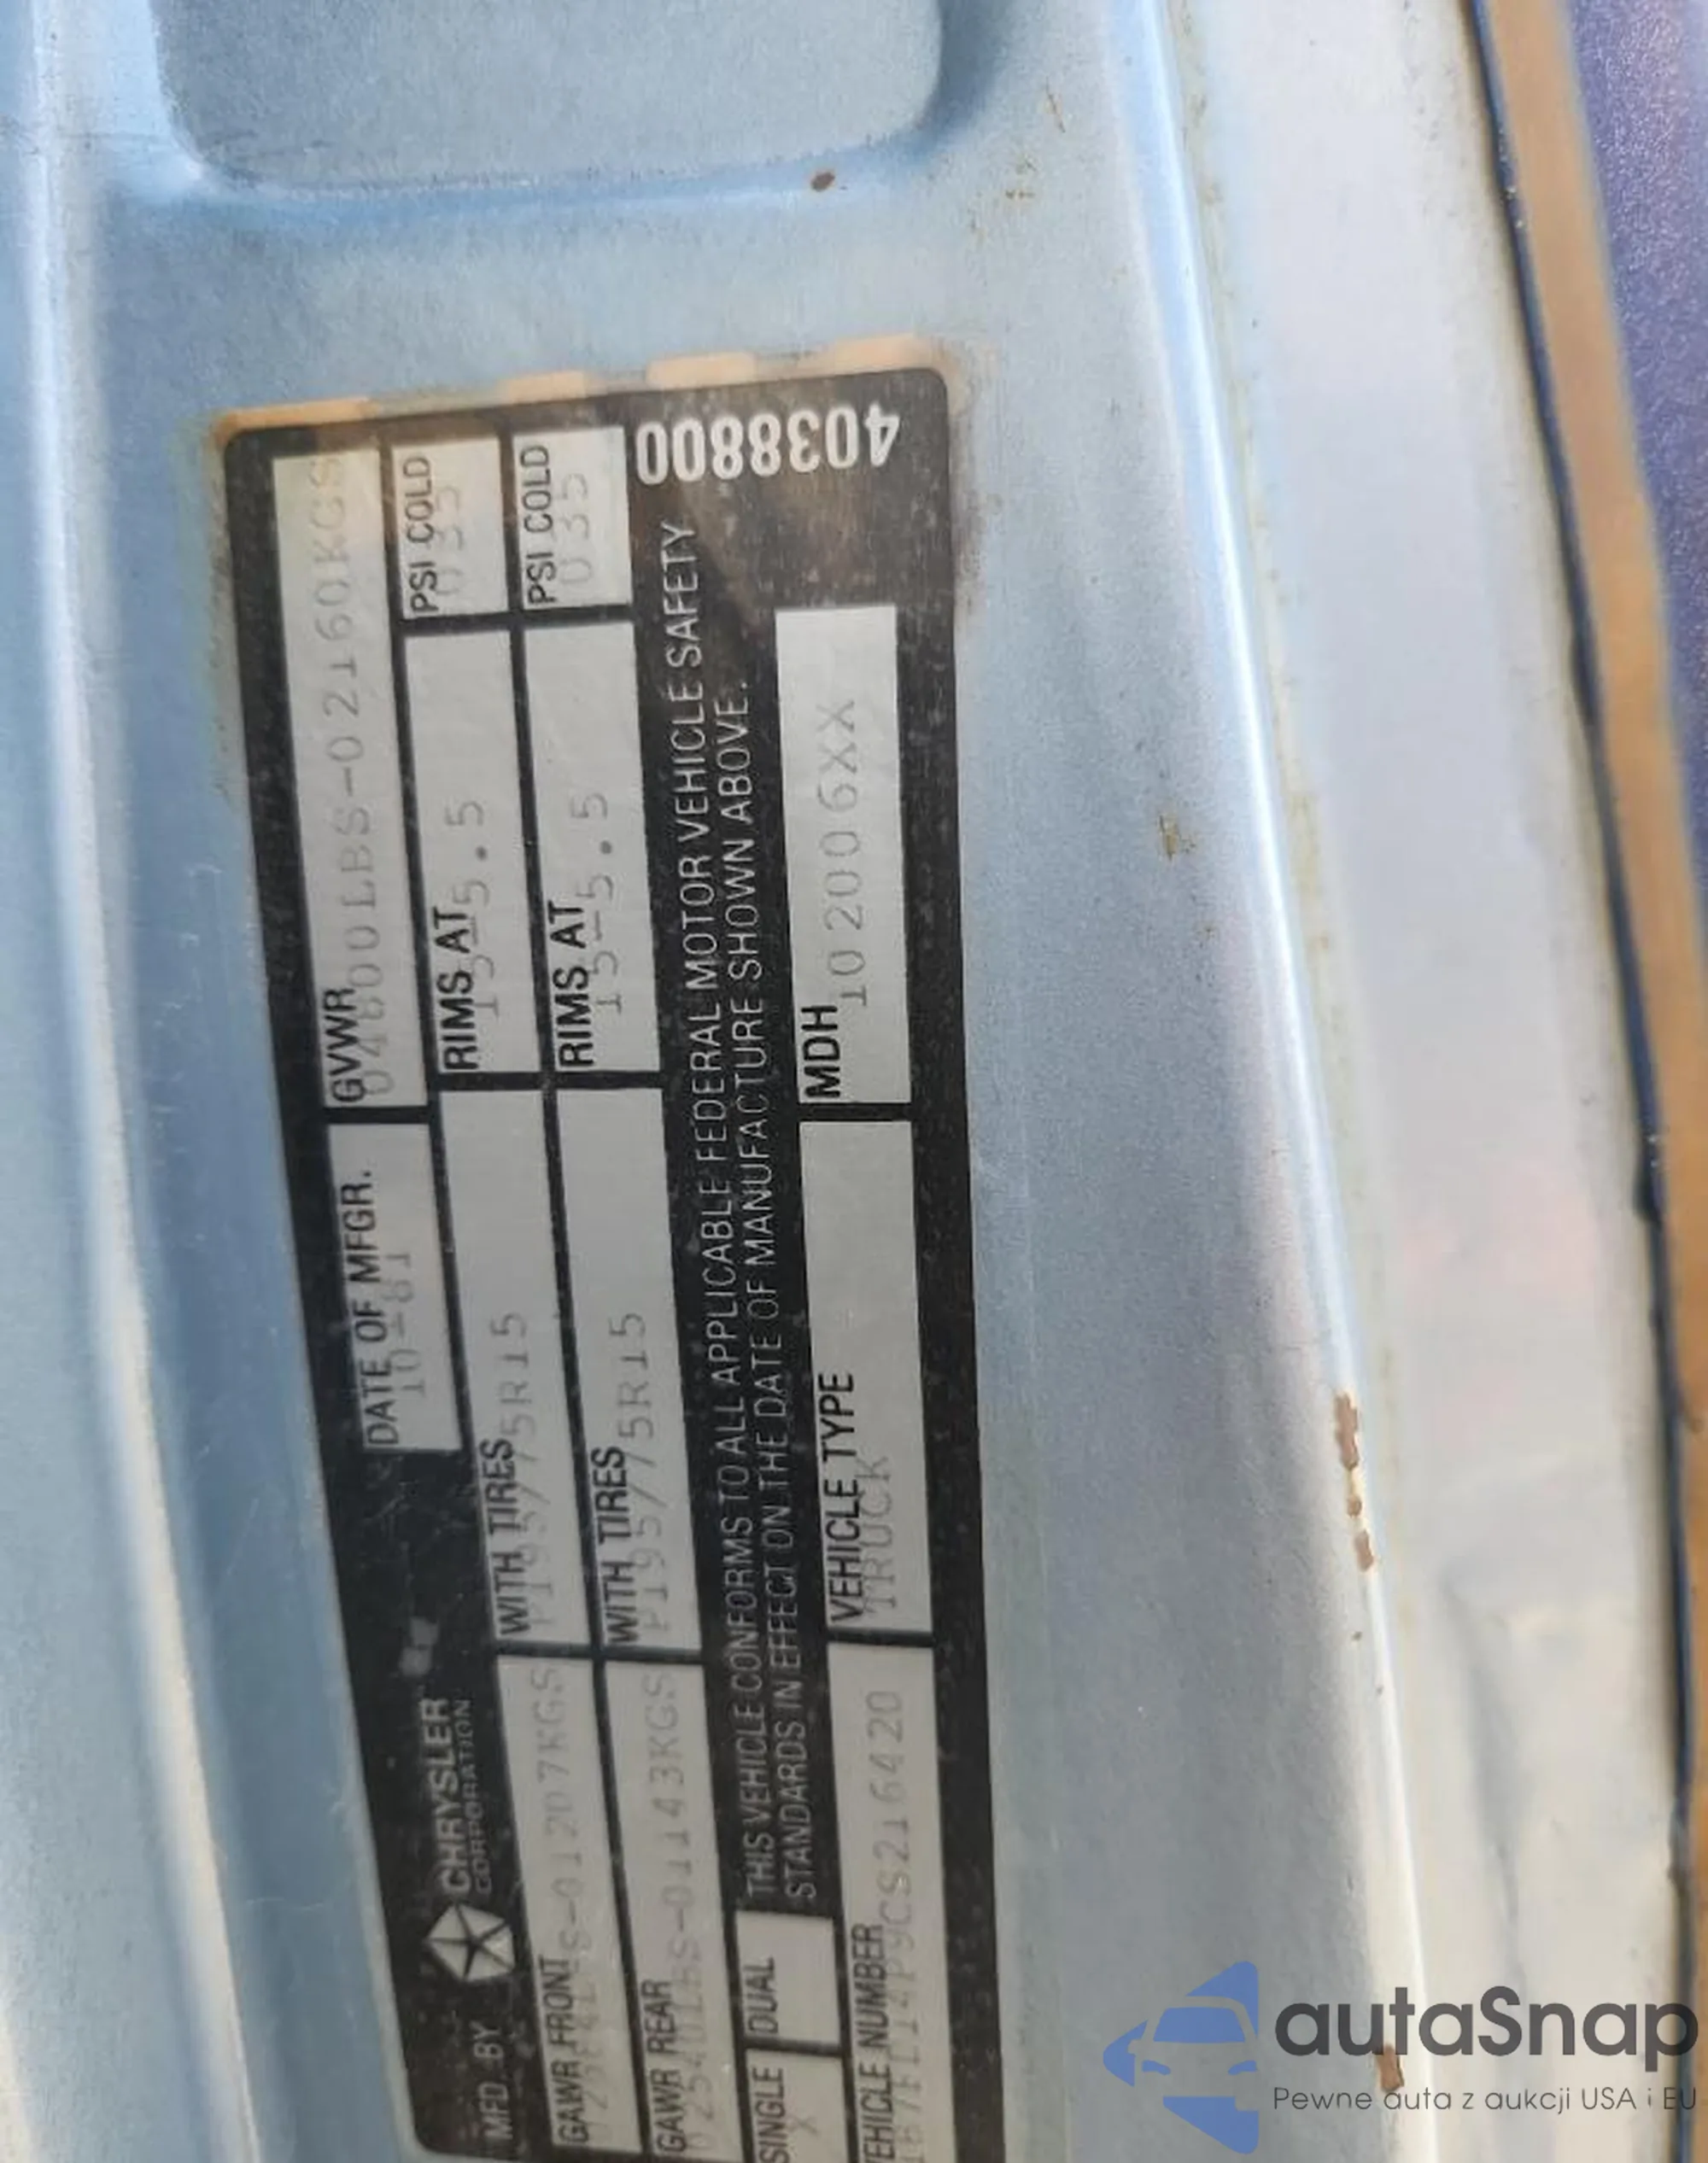 MFD. BY CHRYSLER CORPORATION
DATE OF MFGR. 10-81
GVWR 04800LBS-02160KGS
GAWR FRONT S-01207KGS
WITH TIRES P195/75R15
RIMS AT 15-5.5
PSI COLD 035
GAWR REAR 02540LBS-01143KGS
WITH TIRES P195/75R15
RIMS AT 15-5.5
PSI COLD 035
SINGLE X DUAL
THIS VEHICLE CONFORMS TO ALL APPLICABLE FEDERAL MOTOR VEHICLE SAFETY
STANDARDS IN EFFECT ON THE DATE OF MANUFACTURE SHOWN ABOVE.
4038800
VEHICLE NUMBER
VEHICLE TYPE TRUCK
MDH 102006XX
autaSnap
Pewne auta z aukcji USA i EU